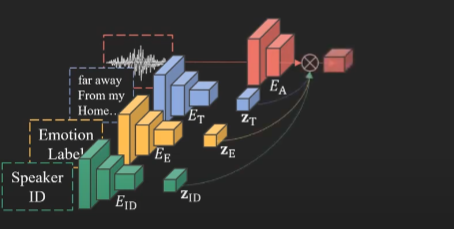 far away
From my
Home..
E_A
E_T
z_T
Emotion
Label
E_E
z_E
Speaker
ID
E_ID
z_ID